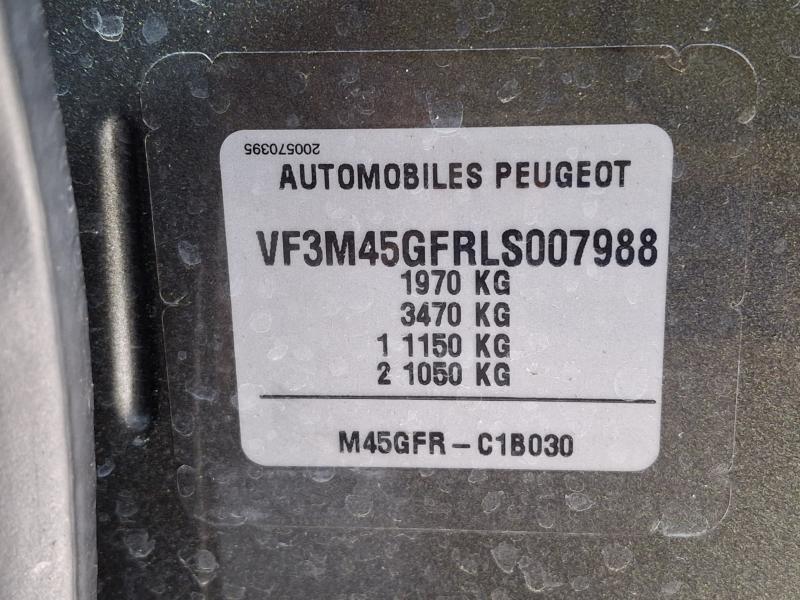 200570395
AUTOMOBILES PEUGEOT
VF3M45GFRLS007988
1970 KG
3470 KG
1 1150 KG
2 1050 KG
M45GFR – C1B030